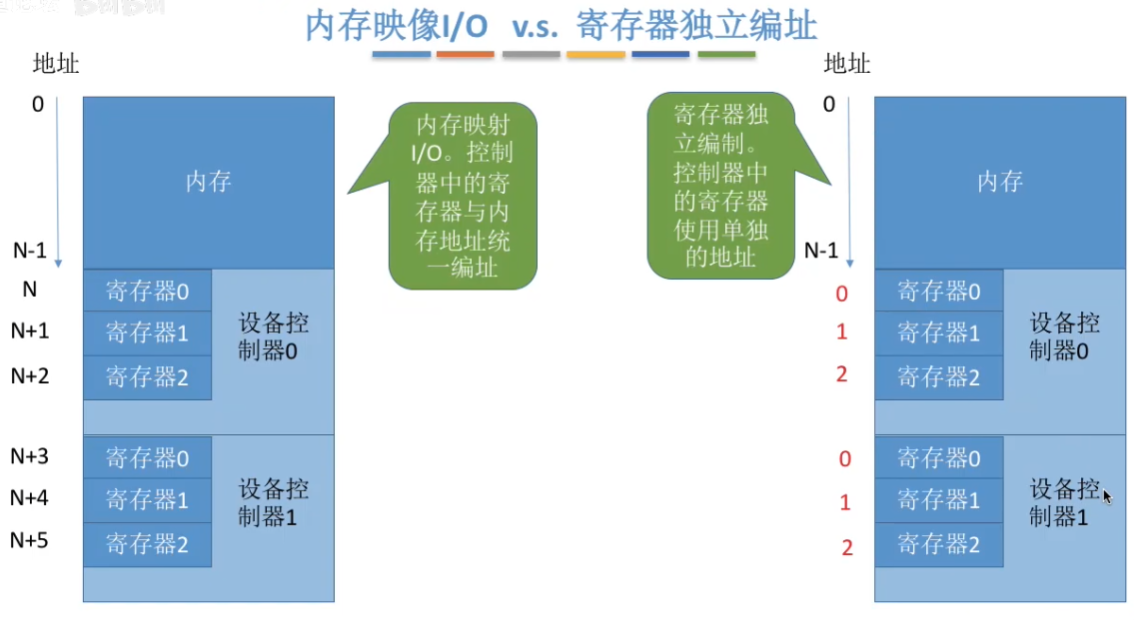 内存映像I/O v.s. 寄存器独立编址
地址
0
内存
N-1
N
寄存器0
N+1
寄存器1
N+2
寄存器2
设备控
制器0
N+3
寄存器0
N+4
寄存器1
N+5
寄存器2
设备控
制器1
内存映射
I/O。控制
器中的寄
存器与内
存地址统
一编址
寄存器独
立编制。
控制器中
的寄存器
使用单独
的地址
地址
0
内存
N-1
0
寄存器0
1
寄存器1
2
寄存器2
设备控
制器0
0
寄存器0
1
寄存器1
2
寄存器2
设备控
制器1